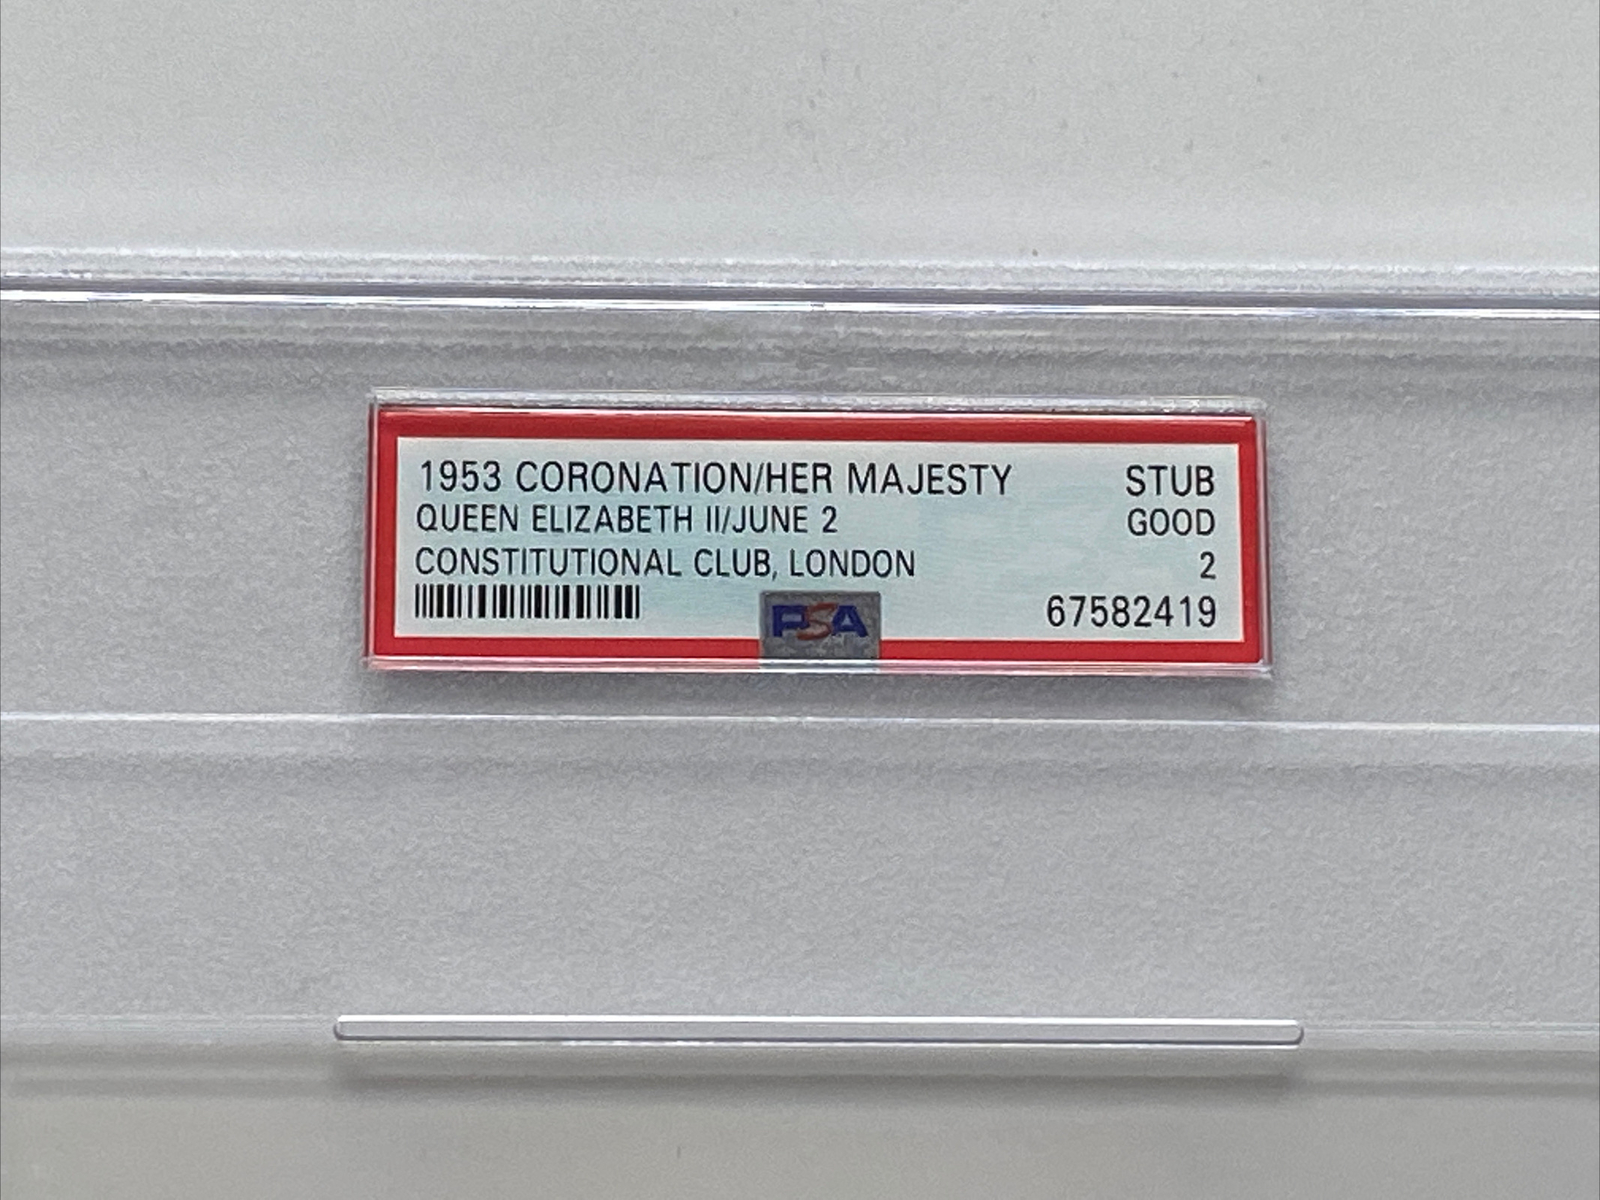 1953 CORONATION/HER MAJESTY STUB
QUEEN ELIZABETH II/JUNE 2 GOOD
CONSTITUTIONAL CLUB, LONDON 2
PSA 67582419